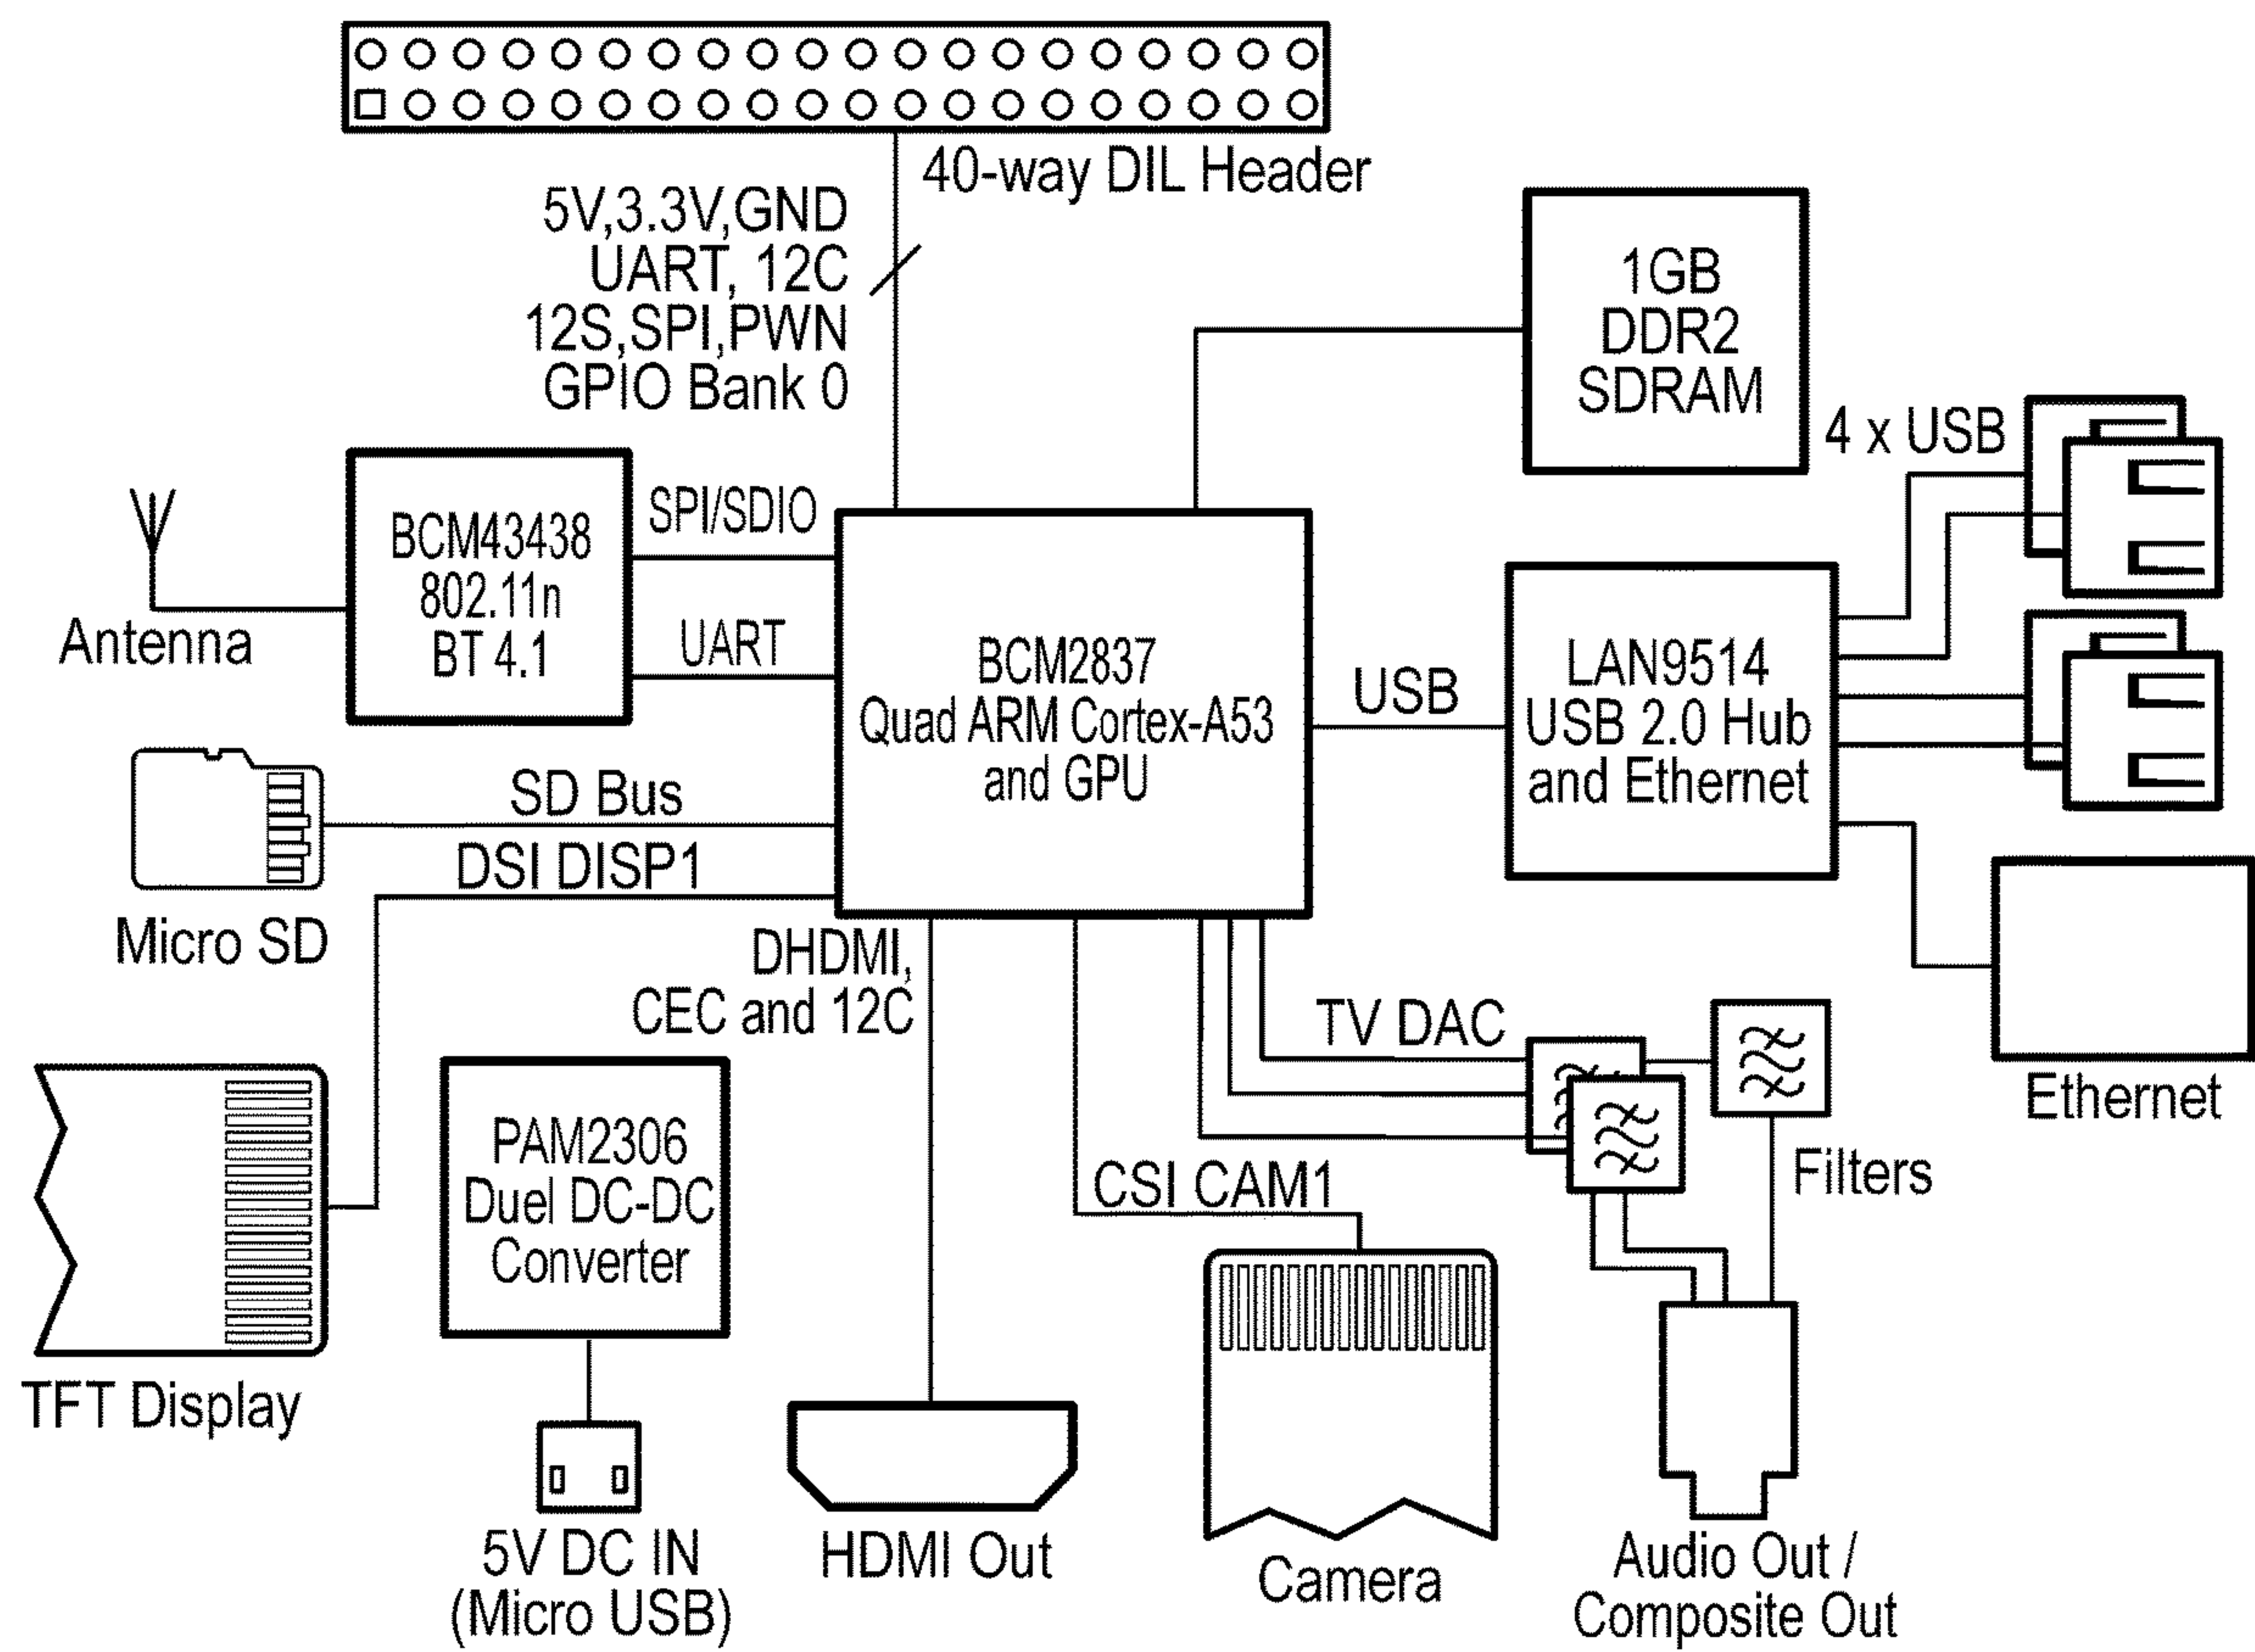 40-way DIL Header
5V,3.3V,GND
UART, 12C
12S,SPI,PWN
GPIO Bank 0
1GB
DDR2
SDRAM
4 x USB
BCM43438
802.11n
BT 4.1
SPI/SDIO
UART
Antenna
BCM2837
Quad ARM Cortex-A53
and GPU
USB
LAN9514
USB 2.0 Hub
and Ethernet
SD Bus
DSI DISP1
Micro SD
DHDMI,
CEC and 12C
TV DAC
Ethernet
PAM2306
Duel DC-DC
Converter
CSI CAM1
Filters
TFT Display
5V DC IN
(Micro USB)
HDMI Out
Camera
Audio Out /
Composite Out